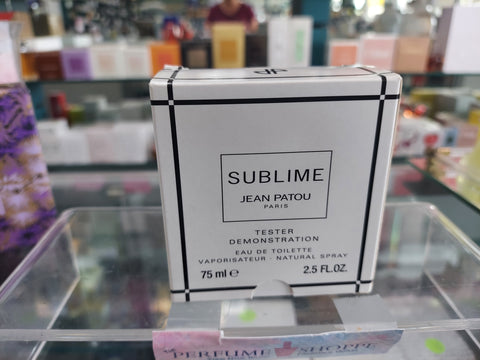 JP
SUBLIME
JEAN PATOU
PARIS
TESTER
DEMONSTRATION
EAU DE TOILETTE
VAPORISATEUR · NATURAL SPRAY
75 ml ℮ 2.5 FL.OZ.
PERFUME SHOPPE